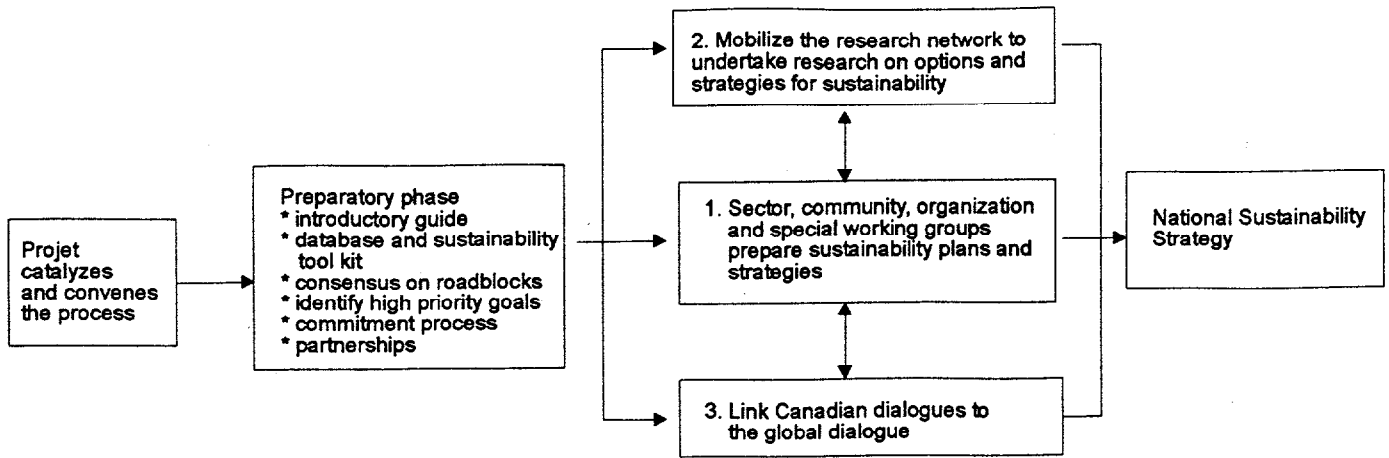 Projet
catalyzes
and convenes
the process
Preparatory phase
* introductory guide
* database and sustainability
tool kit
* consensus on roadblocks
* identify high priority goals
* commitment process
* partnerships
2. Mobilize the research network to
undertake research on options and
strategies for sustainability
1. Sector, community, organization
and special working groups
prepare sustainability plans and
strategies
3. Link Canadian dialogues to
the global dialogue
National Sustainability
Strategy